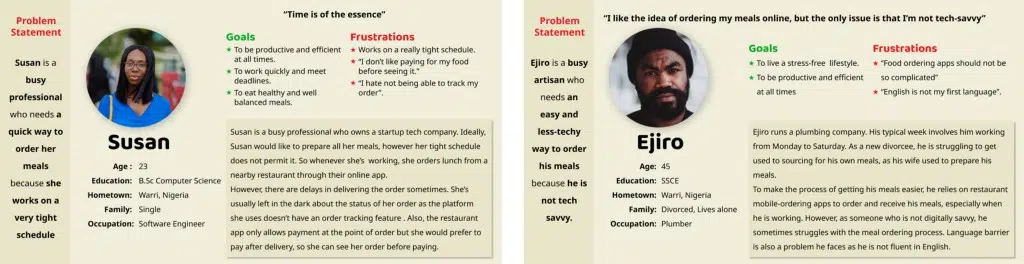 Problem
Statement
Susan is a
busy
professional
who needs a
quick way to
order her
meals
because she
works on a
very tight
schedule
“Time is of the essence”
Goals
To be productive and efficient
at all times.
To work quickly and meet
deadlines.
To eat healthy and well
balanced meals.
Frustrations
Works on a really tight schedule.
“I don’t like paying for my food
before seeing it.”
“I hate not being able to track my
order”.
Susan
Age : 23
Education: B.Sc Computer Science
Hometown: Warri, Nigeria
Family: Single
Occupation: Software Engineer
Susan is a busy professional who owns a startup tech company. Ideally,
Susan would like to prepare all her meals, however her tight schedule
does not permit it. So whenever she’s working, she orders lunch from a
nearby restaurant through their online app.
However, there are delays in delivering the order sometimes. She’s
usually left in the dark about the status of her order as the platform
she uses doesn’t have an order tracking feature . Also, the restaurant
app only allows payment at the point of order but she would prefer to
pay after delivery, so she can see her order before paying.
Problem
Statement
Ejiro is a busy
artisan who
needs an
easy and
less-techy
way to order
his meals
because he is
not tech
savvy.
“I like the idea of ordering my meals online, but the only issue is that I’m not tech-savvy”
Goals
To live a stress-free lifestyle.
To be productive and efficient
at all times
Frustrations
“Food ordering apps should not be
so complicated”
“English is not my first language”.
Ejiro
Age: 45
Education: SSCE
Hometown: Warri, Nigeria
Family: Divorced, Lives alone
Occupation: Plumber
Ejiro runs a plumbing company. His typical week involves him working
from Monday to Saturday. As a new divorcee, he is struggling to get
used to sourcing for his own meals, as his wife used to prepare his
meals.
To make the process of getting his meals easier, he relies on restaurant
mobile-ordering apps to order and receive his meals, especially when
he is working. However, as someone who is not digitally savvy, he
sometimes struggles with the meal ordering process. Language barrier
is also a problem he faces as he is not fluent in English.